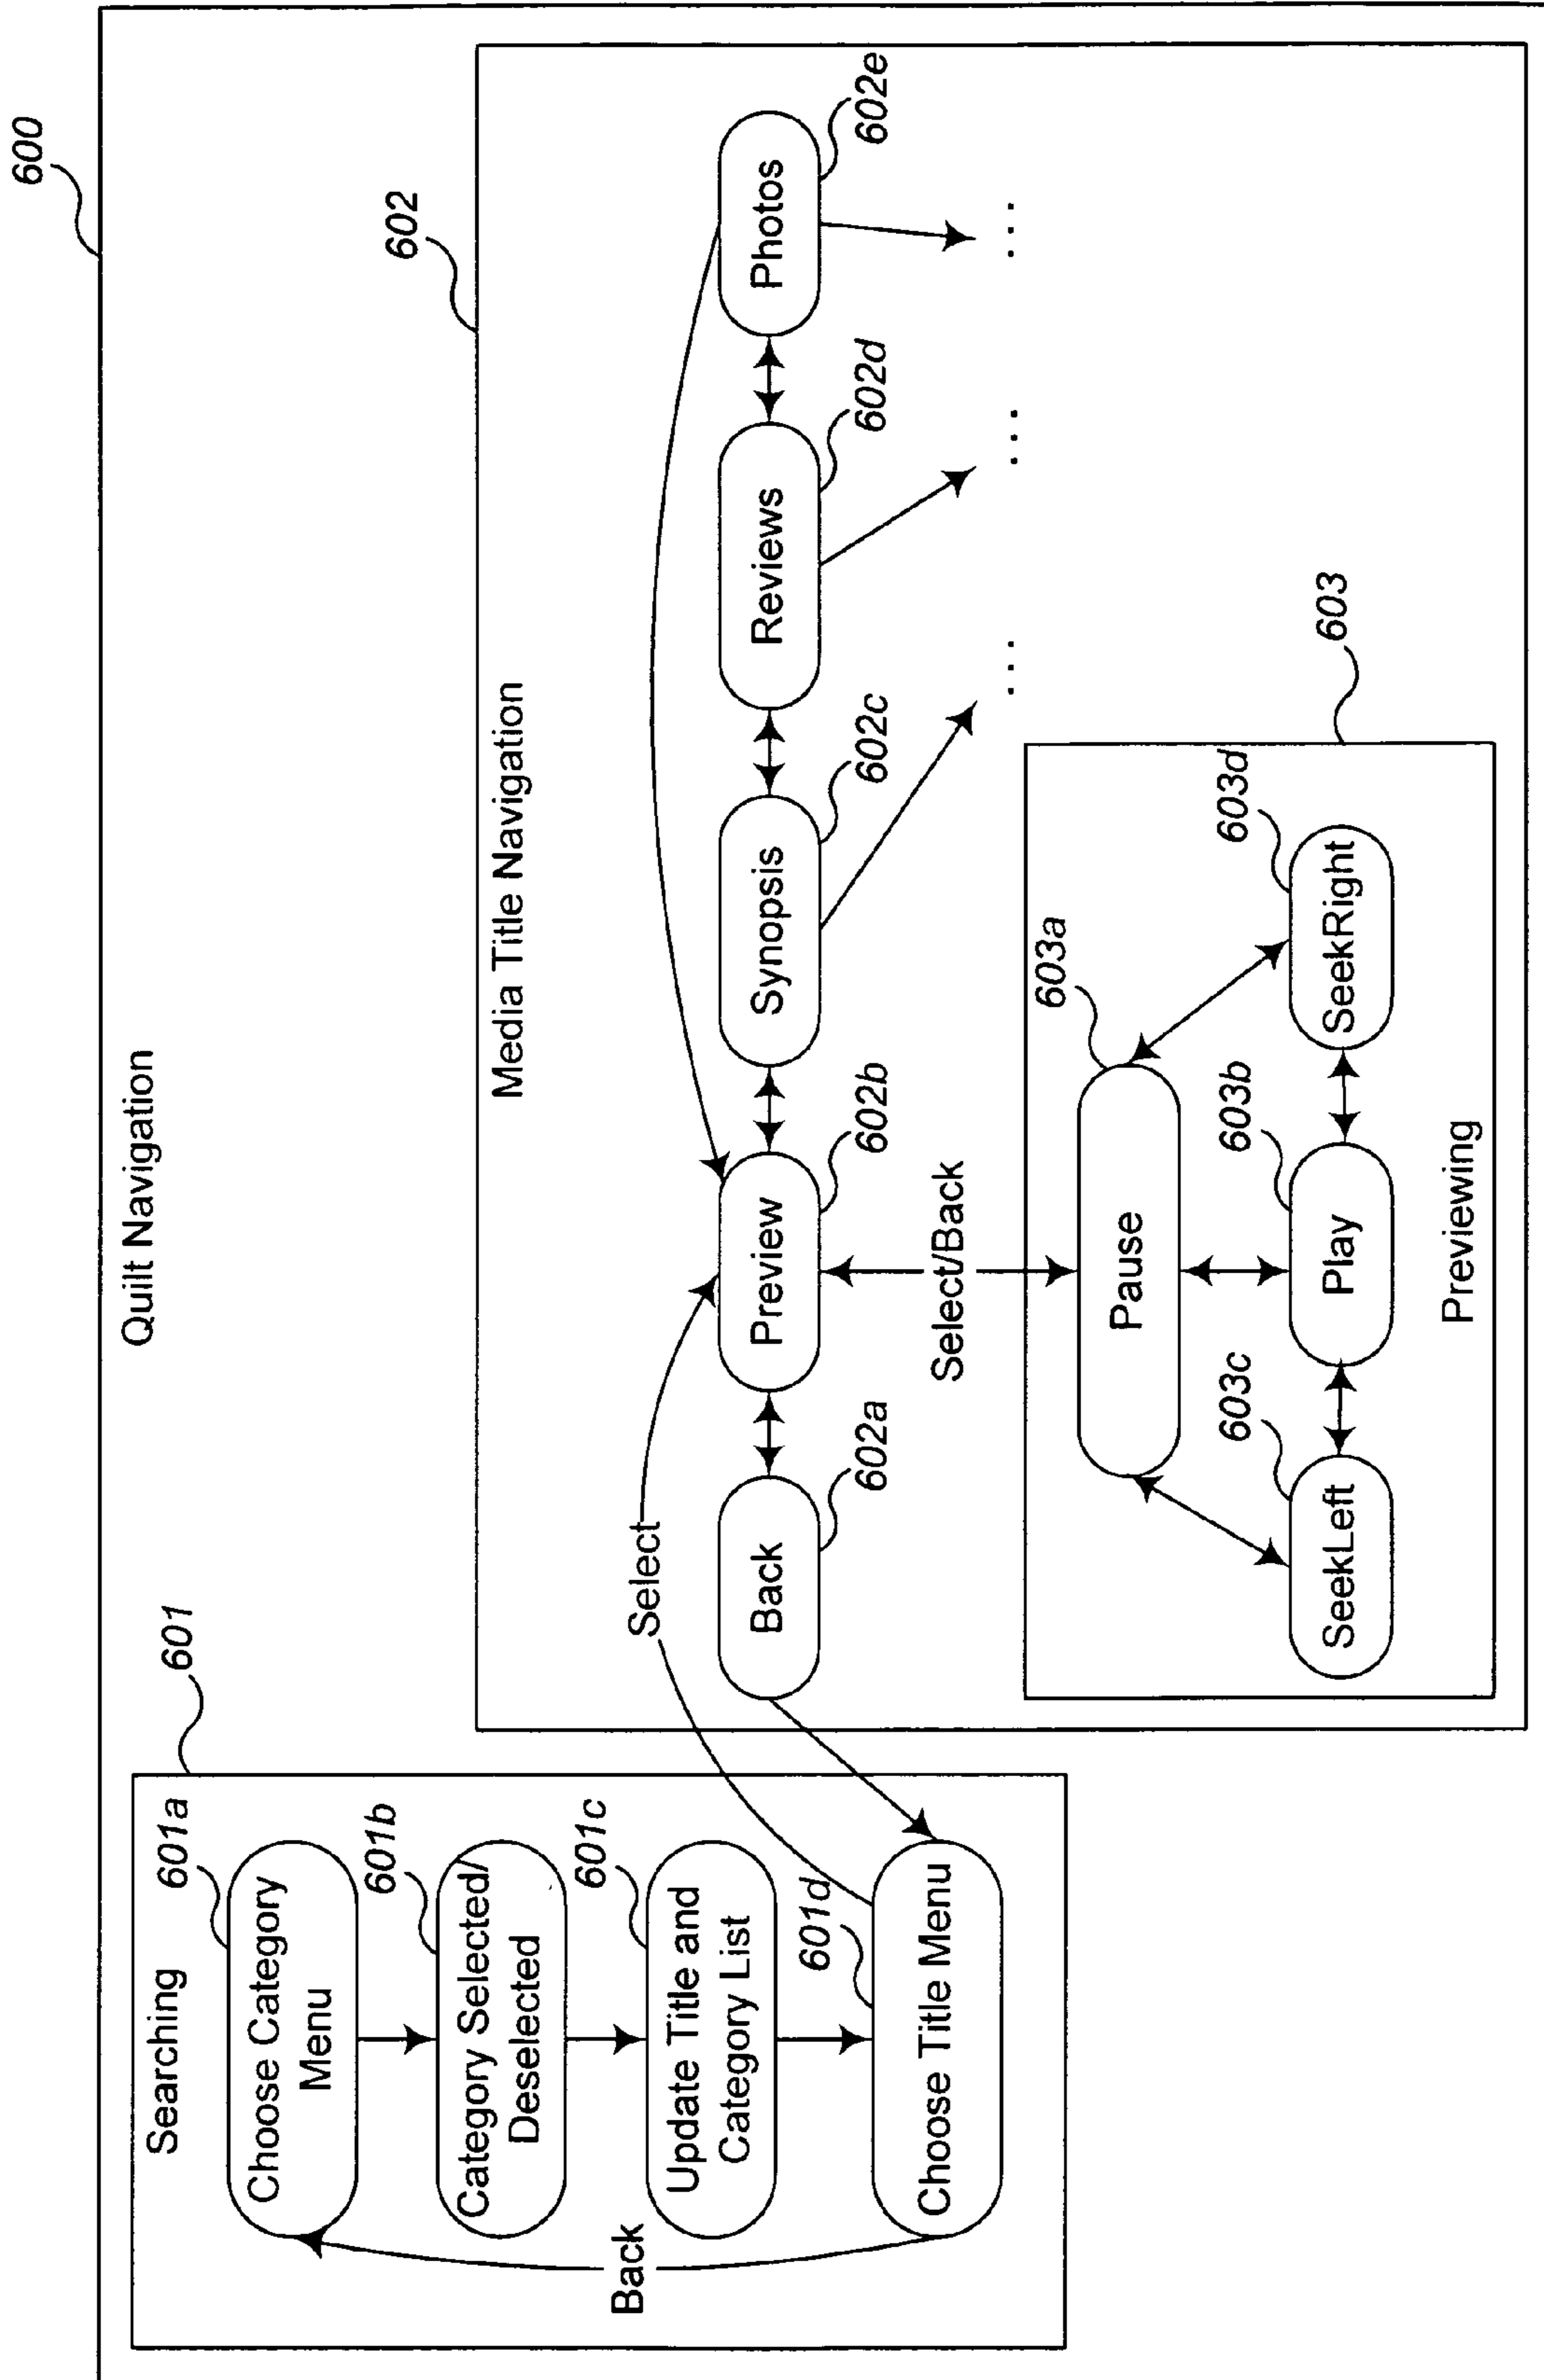 600
Quilt Navigation
Searching
601
601a
Choose Category
Menu
601b
Category Selected/
Deselected
601c
Update Title and
Category List
601d
Choose Title Menu
Back
Select
602
Media Title Navigation
Back
602a
Preview
602b
Synopsis
602c
Reviews
602d
Photos
602e
...
...
...
Select/Back
603
603a
Pause
603c
SeekLeft
603b
Play
603d
SeekRight
Previewing